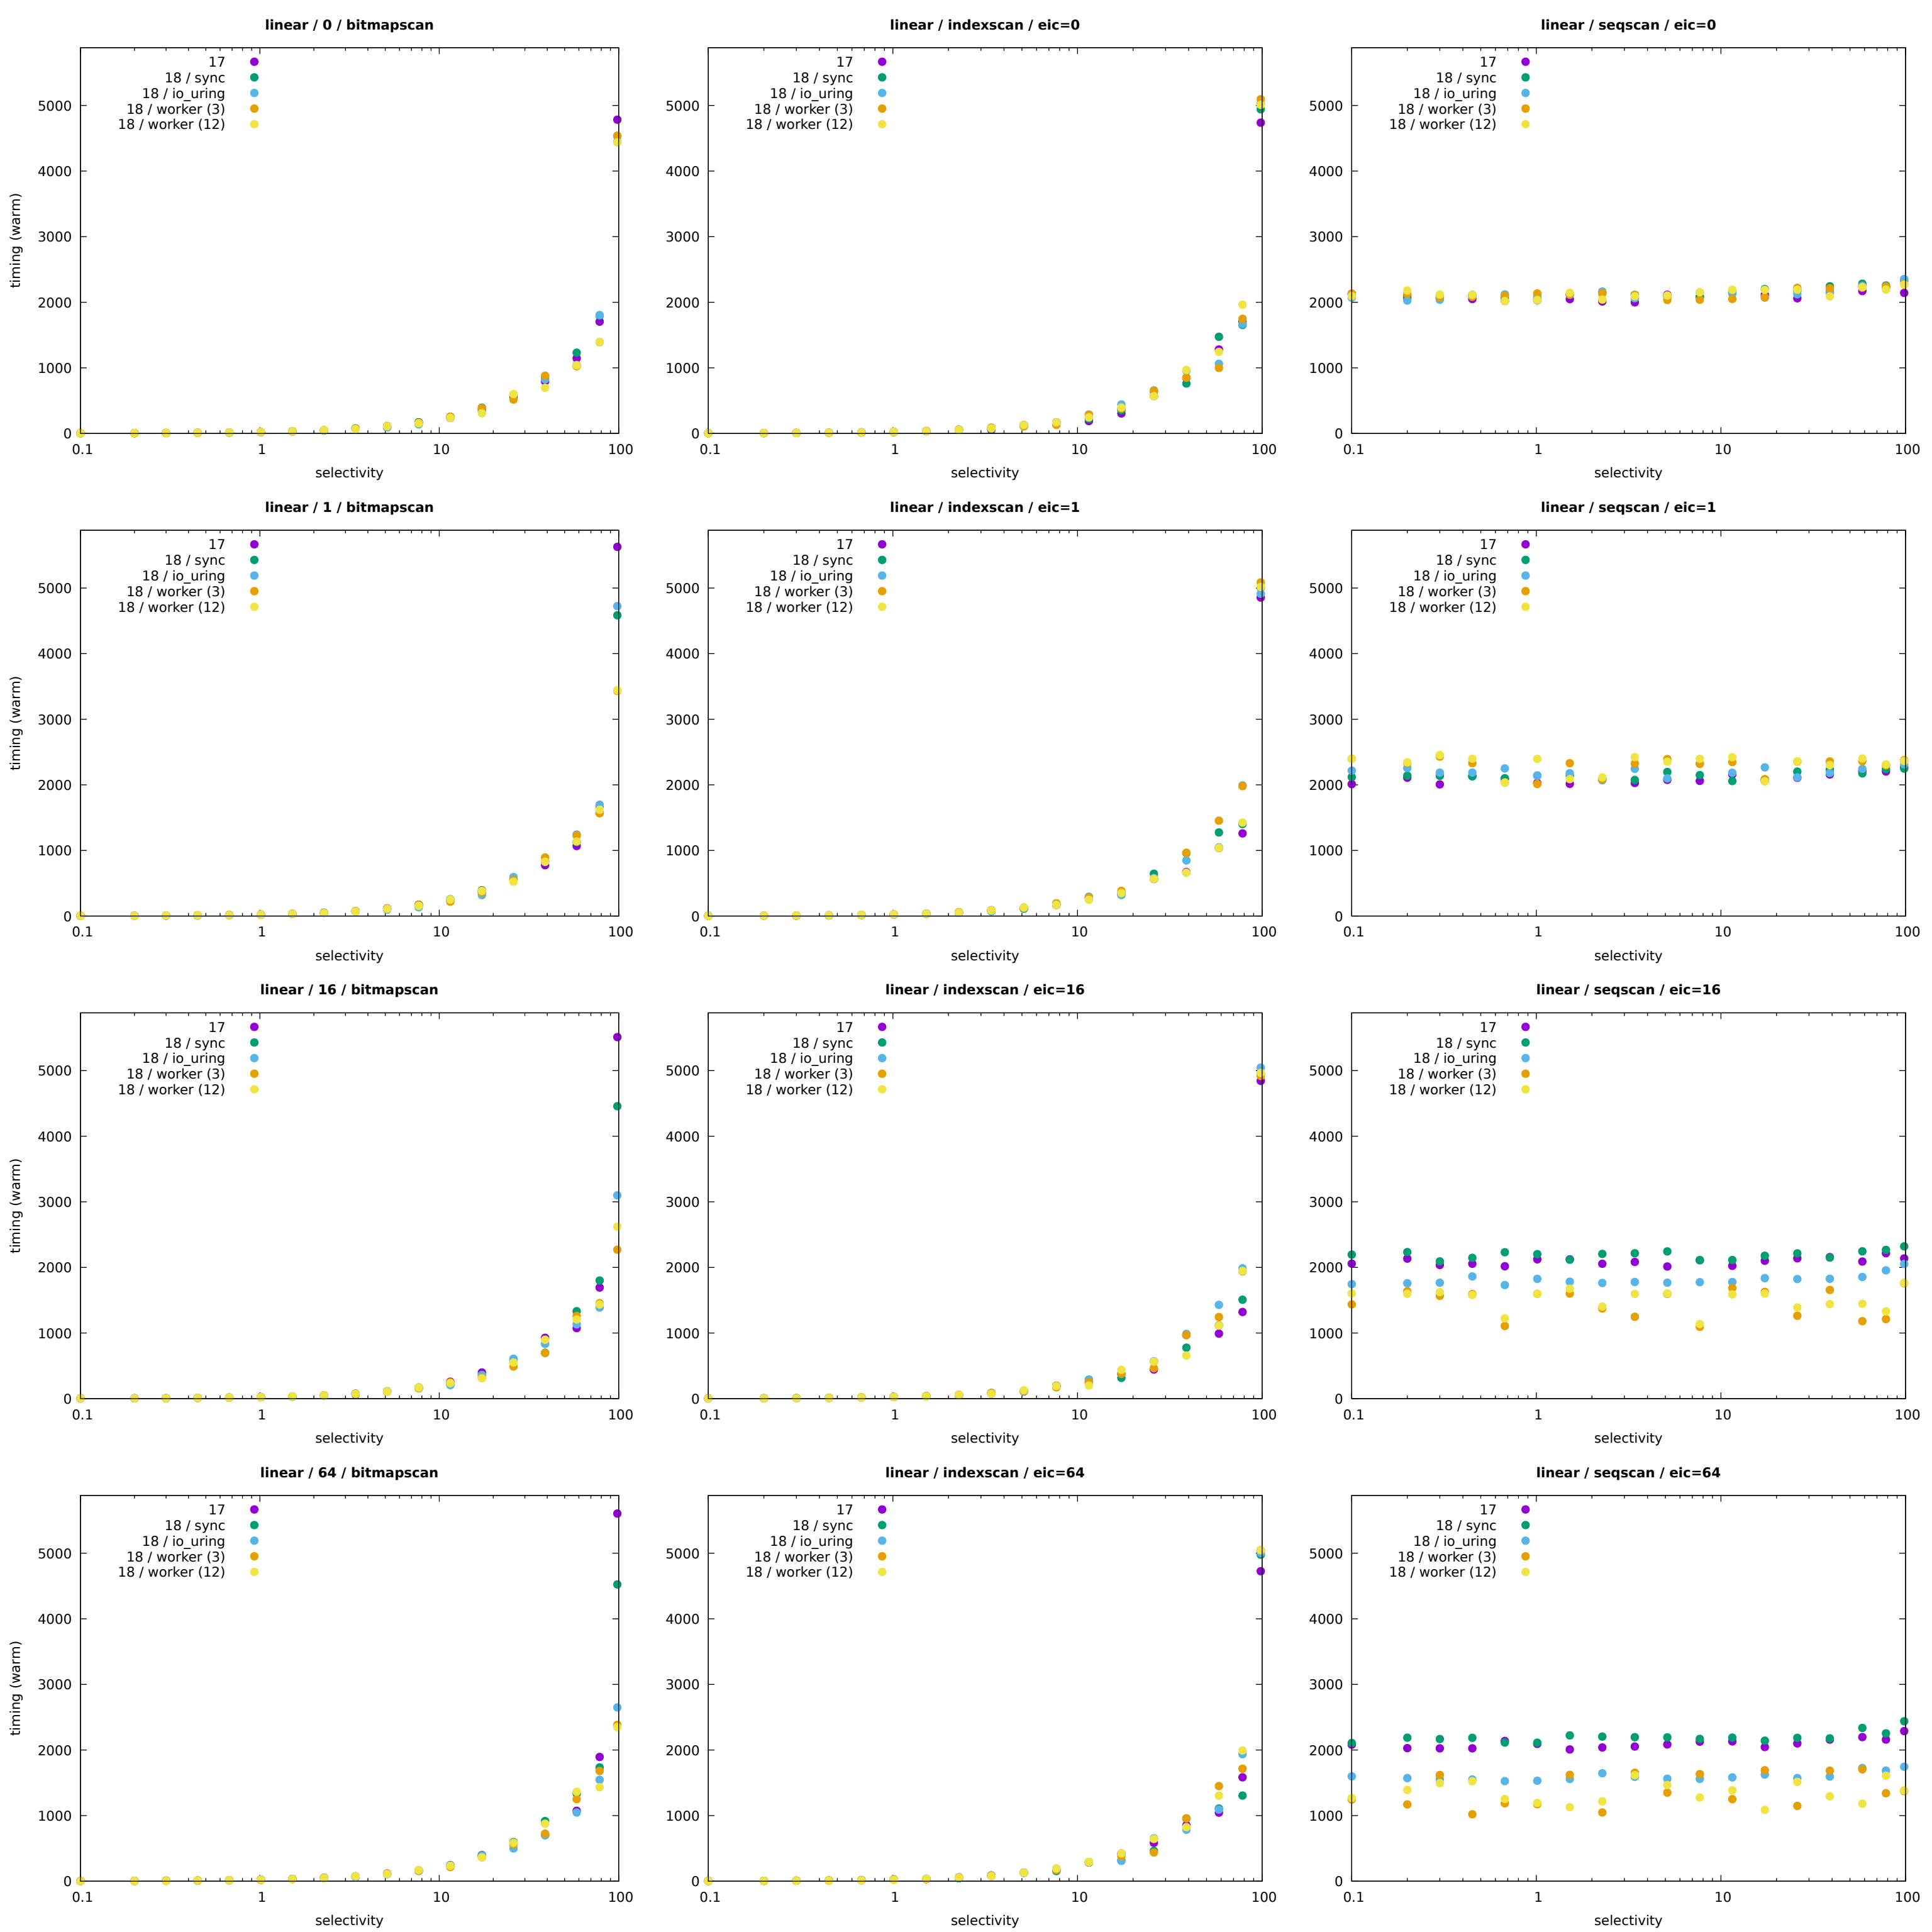 linear / 0 / bitmapscan
timing (warm)
17
18 / sync
18 / io_uring
18 / worker (3)
18 / worker (12)
5000
4000
3000
2000
1000
0
0.1 1 10 100
selectivity
linear / indexscan / eic=0
17
18 / sync
18 / io_uring
18 / worker (3)
18 / worker (12)
5000
4000
3000
2000
1000
0
0.1 1 10 100
selectivity
linear / seqscan / eic=0
17
18 / sync
18 / io_uring
18 / worker (3)
18 / worker (12)
5000
4000
3000
2000
1000
0
0.1 1 10 100
selectivity
linear / 1 / bitmapscan
timing (warm)
17
18 / sync
18 / io_uring
18 / worker (3)
18 / worker (12)
5000
4000
3000
2000
1000
0
0.1 1 10 100
selectivity
linear / indexscan / eic=1
17
18 / sync
18 / io_uring
18 / worker (3)
18 / worker (12)
5000
4000
3000
2000
1000
0
0.1 1 10 100
selectivity
linear / seqscan / eic=1
17
18 / sync
18 / io_uring
18 / worker (3)
18 / worker (12)
5000
4000
3000
2000
1000
0
0.1 1 10 100
selectivity
linear / 16 / bitmapscan
timing (warm)
17
18 / sync
18 / io_uring
18 / worker (3)
18 / worker (12)
5000
4000
3000
2000
1000
0
0.1 1 10 100
selectivity
linear / indexscan / eic=16
17
18 / sync
18 / io_uring
18 / worker (3)
18 / worker (12)
5000
4000
3000
2000
1000
0
0.1 1 10 100
selectivity
linear / seqscan / eic=16
17
18 / sync
18 / io_uring
18 / worker (3)
18 / worker (12)
5000
4000
3000
2000
1000
0
0.1 1 10 100
selectivity
linear / 64 / bitmapscan
timing (warm)
17
18 / sync
18 / io_uring
18 / worker (3)
18 / worker (12)
5000
4000
3000
2000
1000
0
0.1 1 10 100
selectivity
linear / indexscan / eic=64
17
18 / sync
18 / io_uring
18 / worker (3)
18 / worker (12)
5000
4000
3000
2000
1000
0
0.1 1 10 100
selectivity
linear / seqscan / eic=64
17
18 / sync
18 / io_uring
18 / worker (3)
18 / worker (12)
5000
4000
3000
2000
1000
0
0.1 1 10 100
selectivity